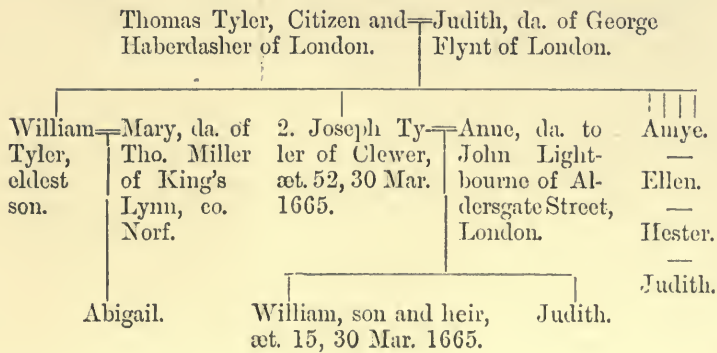 Thomas Tyler, Citizen and
Haberdasher of London.
Judith, da. of George
Flynt of London.
William
Tyler,
eldest
son.
Mary, da. of
Tho. Miller
of King's
Lynn, co.
Norf.
2. Joseph Ty-
ler of Clewer,
æt. 52, 30 Mar.
1665.
Anne, da. to
John Light-
bourne of Al-
dersgate Street,
London.
Amye.
—
Ellen.
—
Hester.
—
Judith.
Abigail.
William, son and heir,
æt. 15, 30 Mar. 1665.
Judith.